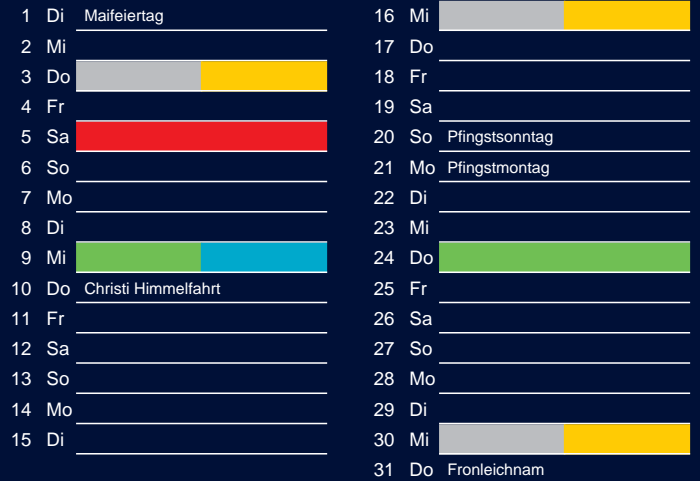 1 Di Maifeiertag
2 Mi
3 Do
4 Fr
5 Sa
6 So
7 Mo
8 Di
9 Mi
10 Do Christi Himmelfahrt
11 Fr
12 Sa
13 So
14 Mo
15 Di
16 Mi
17 Do
18 Fr
19 Sa
20 So Pfingstsonntag
21 Mo Pfingstmontag
22 Di
23 Mi
24 Do
25 Fr
26 Sa
27 So
28 Mo
29 Di
30 Mi
31 Do Fronleichnam